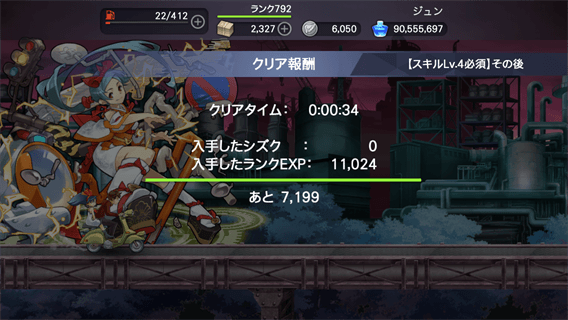 ランク792
ジュン
22/412
2,327
6,050
90,555,697
クリア報酬
【スキルLv.4必須】その後
クリアタイム： 0:00:34
入手したシズク ： 0
入手したランクEXP： 11,024
あと 7,199